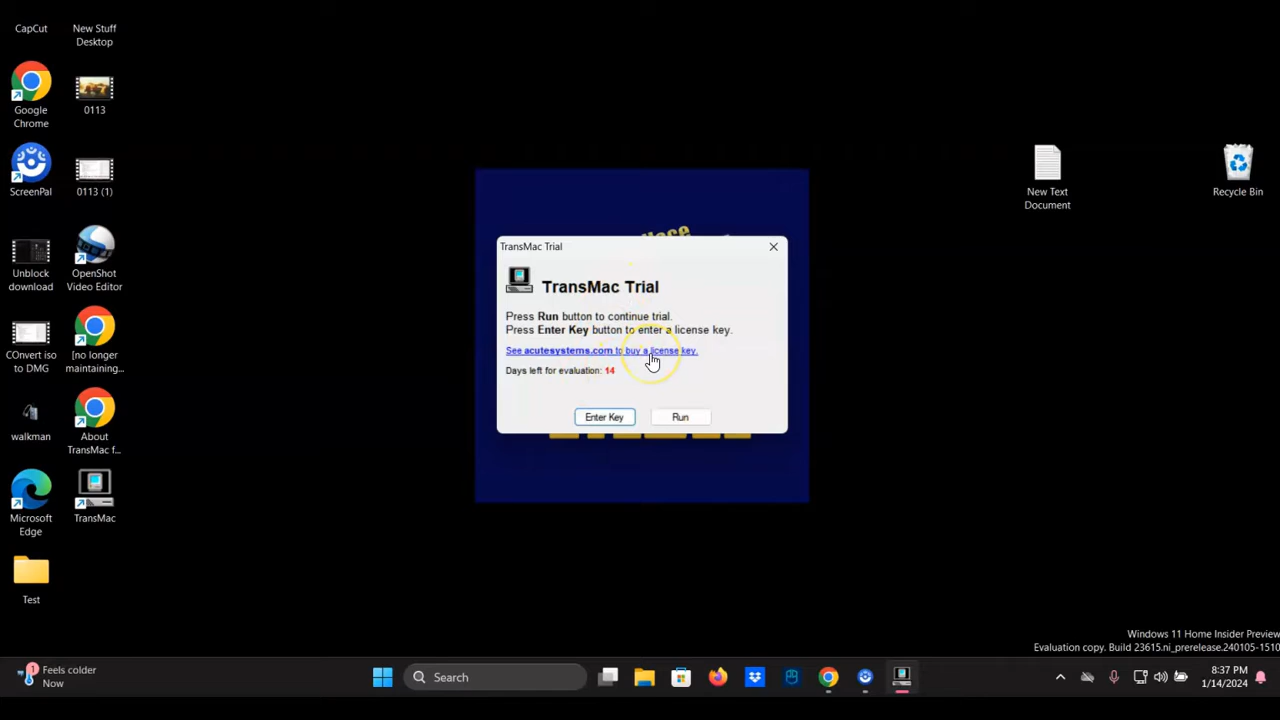 CapCut
New Stuff
Desktop
Google
Chrome
0113
ScreenPal
0113 (1)
Unblock
download
OpenShot
Video Editor
COnvert iso
to DMG
[no longer
maintaining...
walkman
About
TransMac f...
Microsoft
Edge
TransMac
Test
New Text
Document
Recycle Bin
TransMac Trial
TransMac Trial
Press Run button to continue trial.
Press Enter Key button to enter a license key.
See acutesystems.com to buy a license key.
Days left for evaluation: 14
Enter Key
Run
Windows 11 Home Insider Preview
Evaluation copy. Build 23615.ni_prerelease.240105-1510
1
Feels colder
Now
Search
8:37 PM
1/14/2024